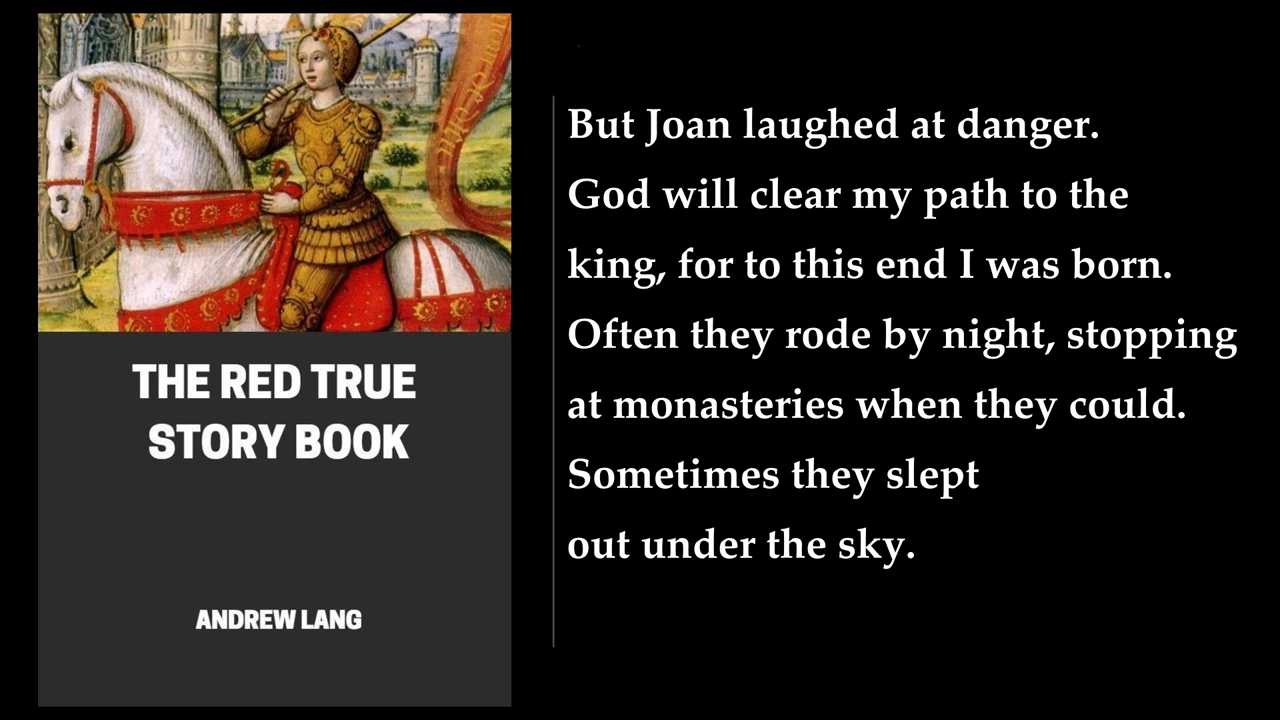 THE RED TRUE
STORY BOOK
ANDREW LANG
But Joan laughed at danger.
God will clear my path to the
king, for to this end I was born.
Often they rode by night, stopping
at monasteries when they could.
Sometimes they slept
out under the sky.